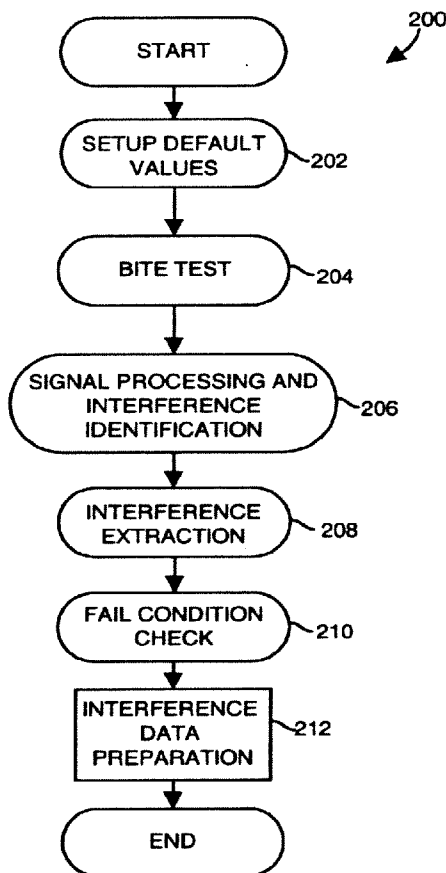 200
START
SETUP DEFAULT
VALUES
202
BITE TEST
204
SIGNAL PROCESSING AND
INTERFERENCE
IDENTIFICATION
206
INTERFERENCE
EXTRACTION
208
FAIL CONDITION
CHECK
210
INTERFERENCE
DATA
PREPARATION
212
END